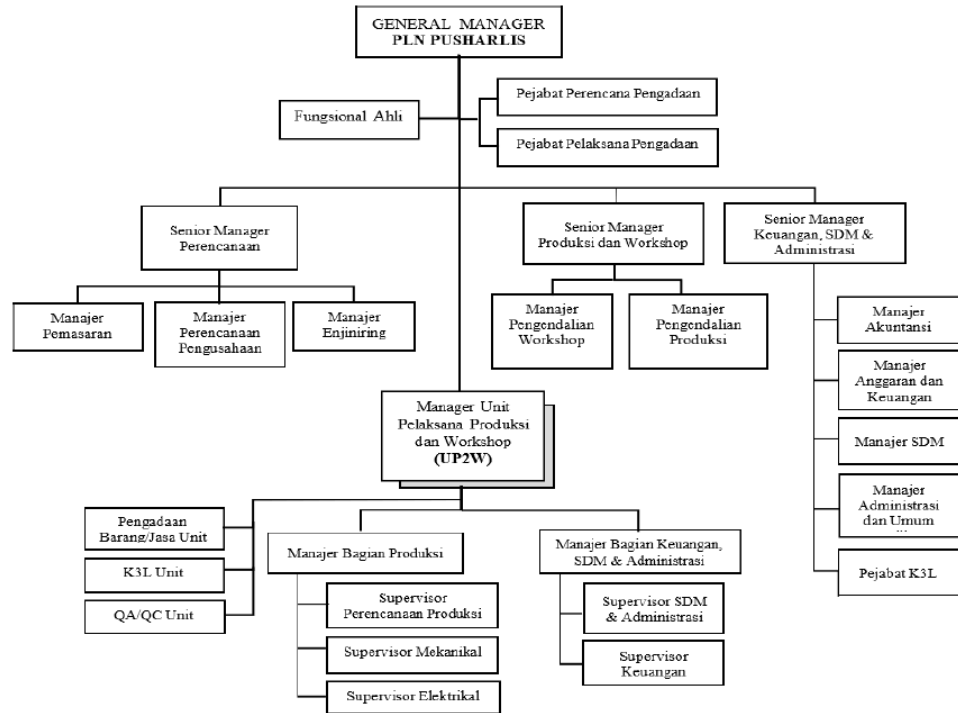 GENERAL MANAGER
PLN PUSHARLIS
Fungsional Ahli
Pejabat Perencana Pengadaan
Pejabat Pelaksana Pengadaan
Senior Manager
Perencanaan
Senior Manager
Produksi dan Workshop
Senior Manager
Keuangan, SDM &
Administrasi
Manajer
Pemasaran
Manajer
Perencanaan
Pengusahaan
Manajer
Enjiniring
Manajer
Pengendalian
Workshop
Manajer
Pengendalian
Produksi
Manajer
Akuntansi
Manajer
Anggaran dan
Keuangan
Manajer SDM
Manajer
Administrasi
dan Umum
Pejabat K3L
Manager Unit
Pelaksana Produksi
dan Workshop
(UP2W)
Pengadaan
Barang/Jasa Unit
K3L Unit
QA/QC Unit
Manajer Bagian Produksi
Supervisor
Perencanaan Produksi
Supervisor Mekanikal
Supervisor Elektrikal
Manajer Bagian Keuangan,
SDM & Administrasi
Supervisor SDM
& Administrasi
Supervisor
Keuangan